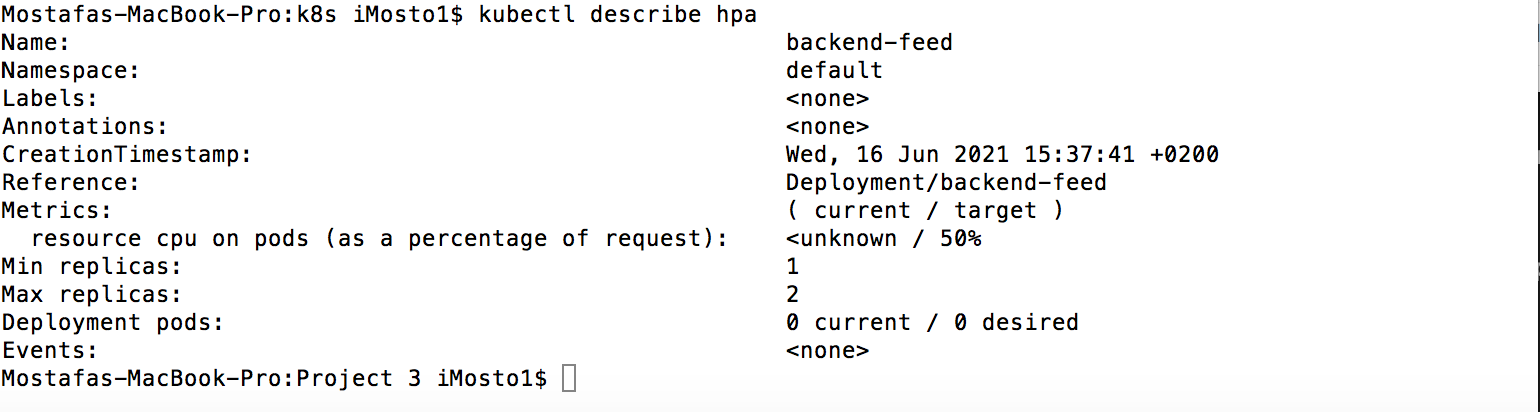 Mostafas-MacBook-Pro:k8s iMosto1$ kubectl describe hpa
Name: backend-feed
Namespace: default
Labels: <none>
Annotations: <none>
CreationTimestamp: Wed, 16 Jun 2021 15:37:41 +0200
Reference: Deployment/backend-feed
Metrics: ( current / target )
resource cpu on pods (as a percentage of request): <unknown / 50%
Min replicas: 1
Max replicas: 2
Deployment pods: 0 current / 0 desired
Events: <none>
Mostafas-MacBook-Pro:Project 3 iMosto1$